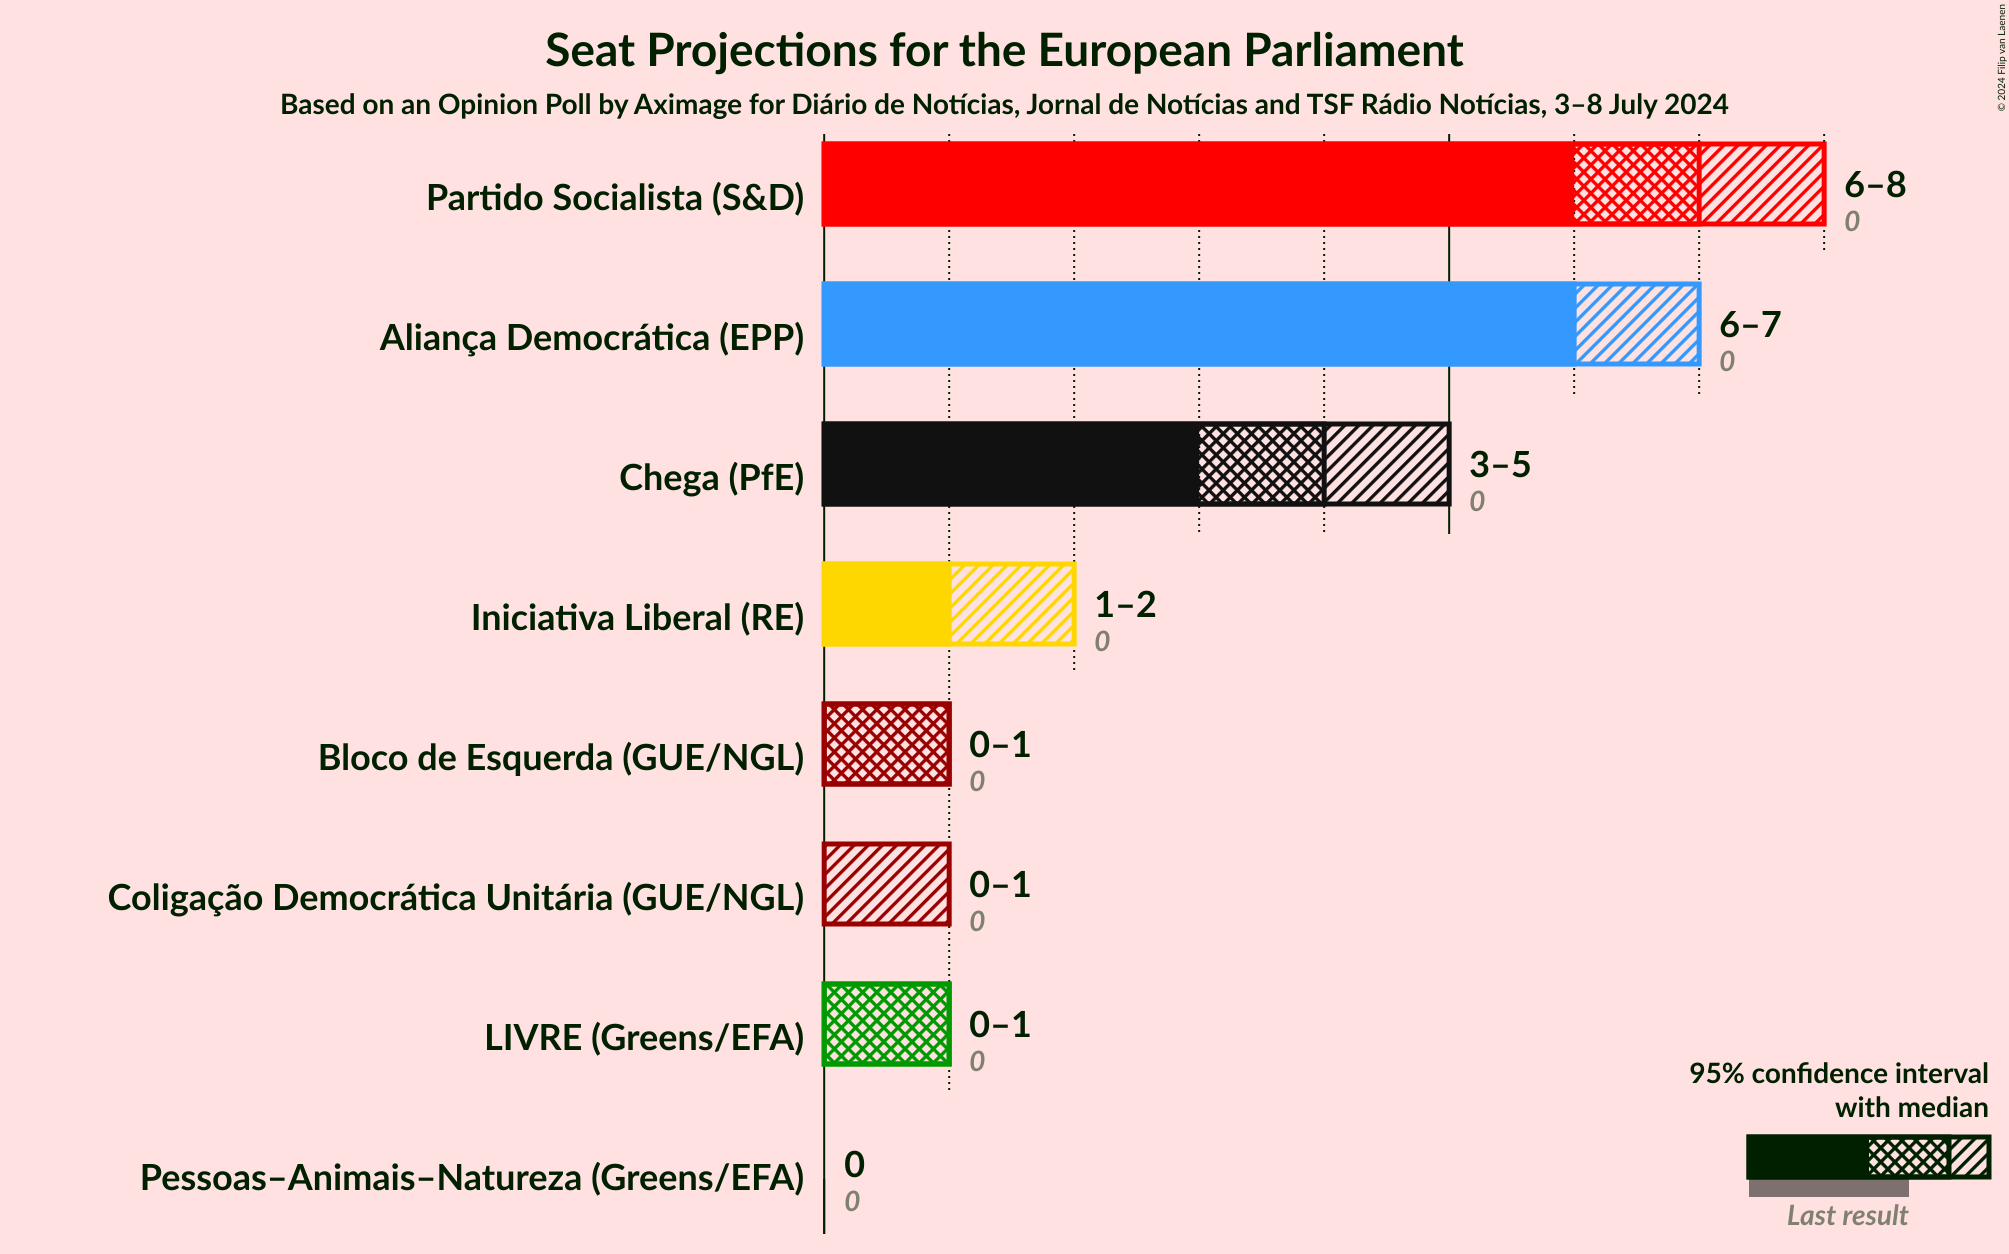 Seat Projections for the European Parliament
Based on an Opinion Poll by Aximage for Diário de Notícias, Jornal de Notícias and TSF Rádio Notícias, 3–8 July 2024
© 2024 Filip van Laenen
Partido Socialista (S&D)
6–8
0
Aliança Democrática (EPP)
6–7
0
Chega (PfE)
3–5
0
Iniciativa Liberal (RE)
1–2
0
Bloco de Esquerda (GUE/NGL)
0–1
0
Coligação Democrática Unitária (GUE/NGL)
0–1
0
LIVRE (Greens/EFA)
0–1
0
Pessoas–Animais–Natureza (Greens/EFA)
0
0
95% confidence interval
with median
Last result